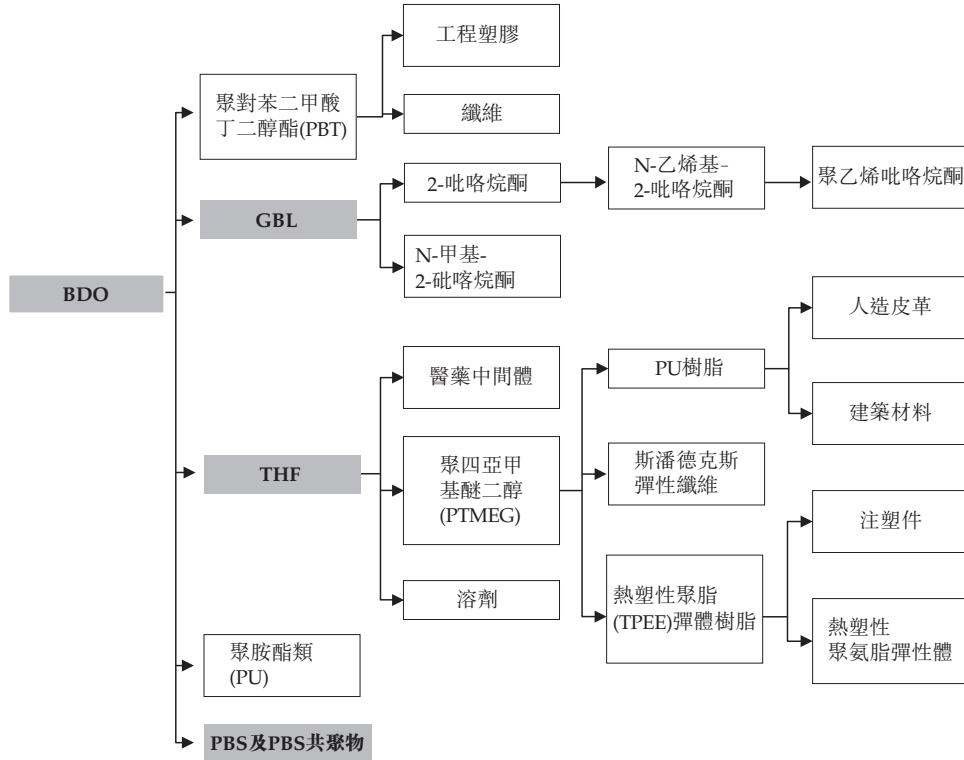 BDO
聚對苯二甲酸
丁二醇酯(PBT)
工程塑膠
纖維
GBL
2-吡咯烷酮
N-乙烯基-
2-吡咯烷酮
聚乙烯吡咯烷酮
N-甲基-
2-砒喀烷酮
THF
醫藥中間體
聚四亞甲
基醚二醇
(PTMEG)
PU樹脂
人造皮革
建築材料
斯潘德克斯
彈性纖維
熱塑性聚脂
(TPEE)彈體樹脂
注塑件
熱塑性
聚氨脂彈性體
溶劑
聚胺酯類
(PU)
PBS及PBS共聚物